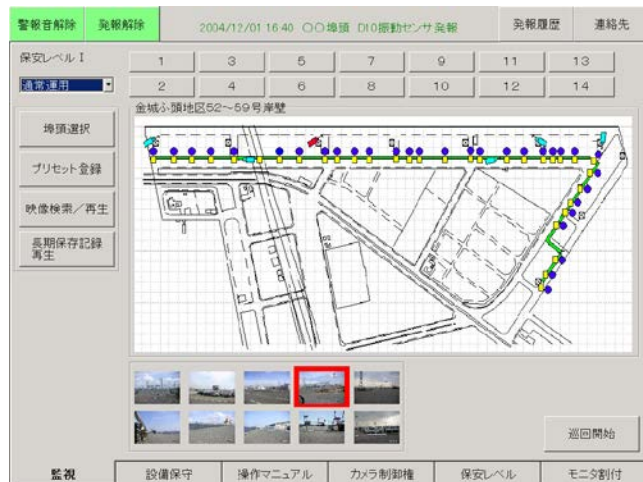 警報音解除
発報解除
2004/12/01 16:40 〇〇埠頭 D10振動センサ発報
発報履歴
連絡先
保安レベル I
通常運用
1 3 5 7 9 11 13
2 4 6 8 10 12 14
金城ふ頭地区52〜59号岸壁
埠頭選択
プリセット登録
映像検索/再生
長期保存記録
再生
巡回開始
監視
設備保守
操作マニュアル
カメラ制御権
保安レベル
モニタ割付